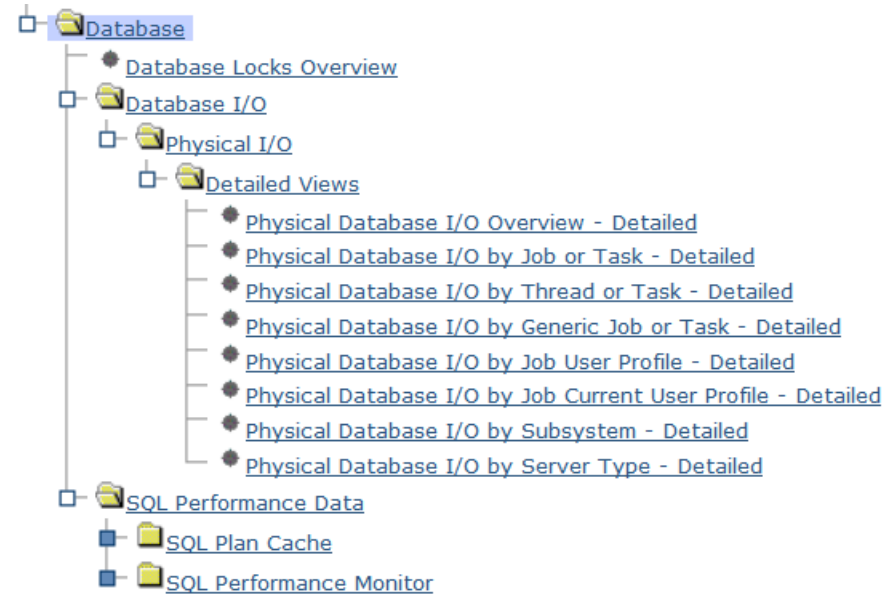 Database
Database Locks Overview
Database I/O
Physical I/O
Detailed Views
Physical Database I/O Overview - Detailed
Physical Database I/O by Job or Task - Detailed
Physical Database I/O by Thread or Task - Detailed
Physical Database I/O by Generic Job or Task - Detailed
Physical Database I/O by Job User Profile - Detailed
Physical Database I/O by Job Current User Profile - Detailed
Physical Database I/O by Subsystem - Detailed
Physical Database I/O by Server Type - Detailed
SQL Performance Data
SQL Plan Cache
SQL Performance Monitor